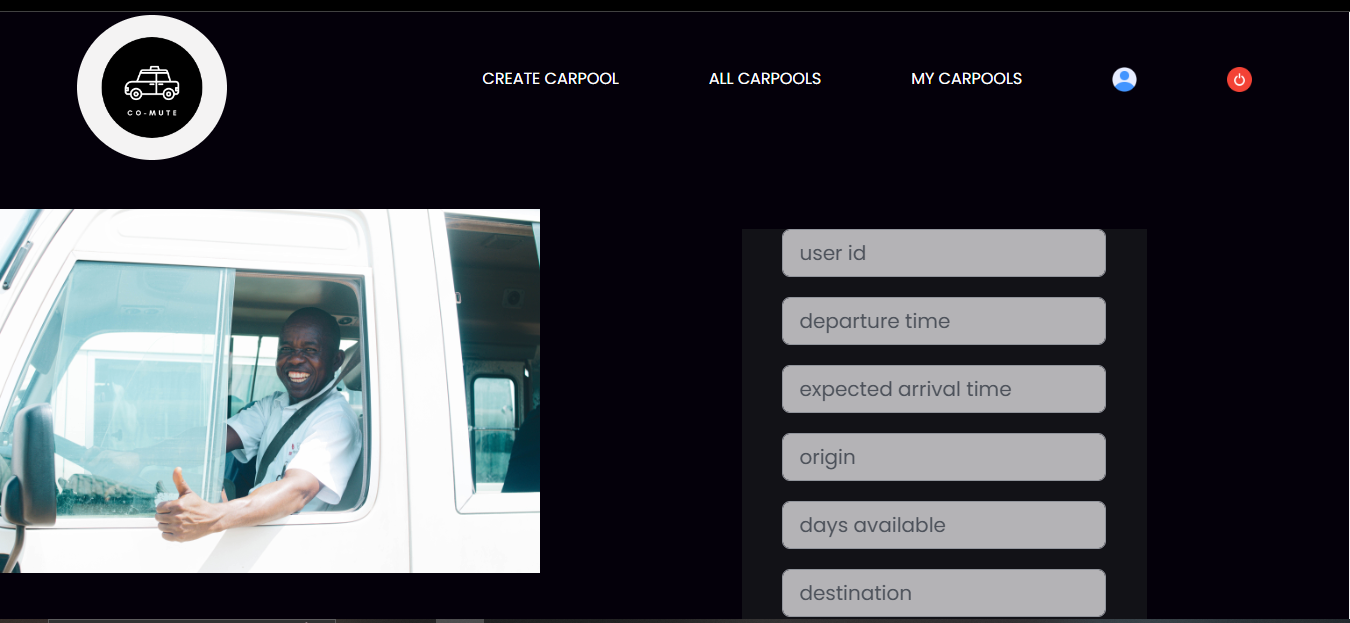 CO-MUTE
CREATE CARPOOL
ALL CARPOOLS
MY CARPOOLS
user id
departure time
expected arrival time
origin
days available
destination